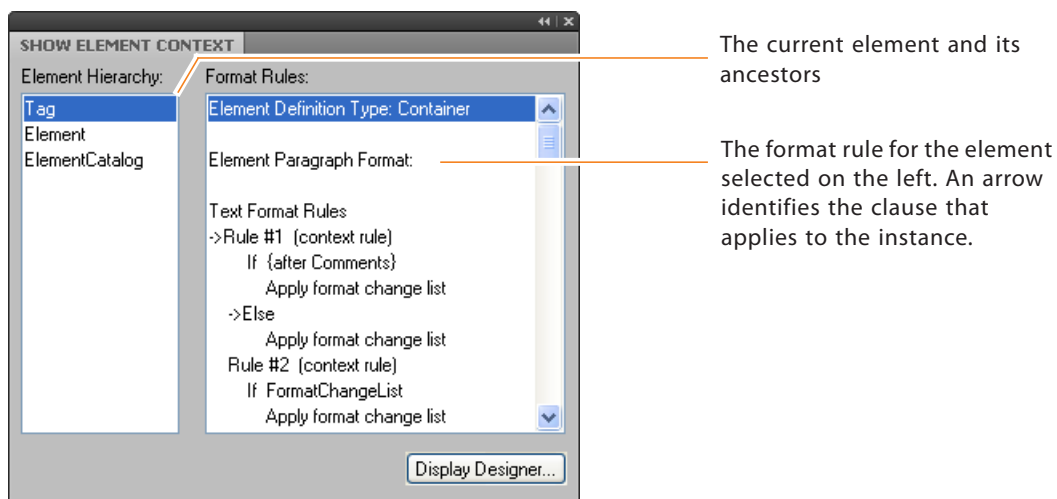 SHOW ELEMENT CONTEXT
Element Hierarchy:
Tag
Element
ElementCatalog
Format Rules:
Element Definition Type: Container
Element Paragraph Format:
Text Format Rules
->Rule #1 (context rule)
If {after Comments}
Apply format change list
->Else
Apply format change list
Rule #2 (context rule)
If FormatChangeList
Apply format change list
Display Designer...
The current element and its
ancestors
The format rule for the element
selected on the left. An arrow
identifies the clause that
applies to the instance.